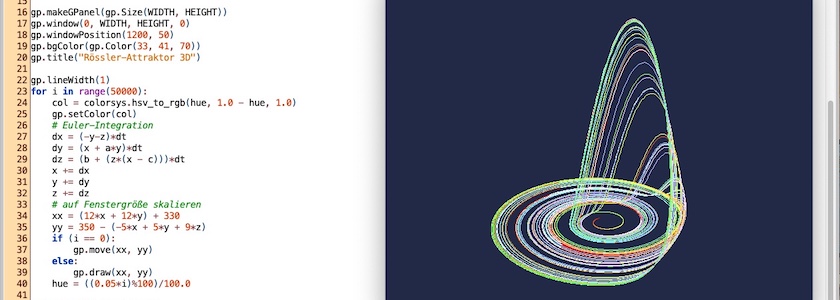 15
16 gp.makeGPanel(gp.Size(WIDTH, HEIGHT))
17 gp.window(0, WIDTH, HEIGHT, 0)
18 gp.windowPosition(1200, 50)
19 gp.bgColor(gp.Color(33, 41, 70))
20 gp.title("Rössler-Attraktor 3D")
21
22 gp.lineWidth(1)
23 for i in range(50000):
24     col = colorsys.hsv_to_rgb(hue, 1.0 - hue, 1.0)
25     gp.setColor(col)
26     # Euler-Integration
27     dx = (-y-z)*dt
28     dy = (x + a*y)*dt
29     dz = (b + (z*(x - c)))*dt
30     x += dx
31     y += dy
32     z += dz
33     # auf Fenstergröße skalieren
34     xx = (12*x + 12*y) + 330
35     yy = 350 - (-5*x + 5*y + 9*z)
36     if (i == 0):
37         gp.move(xx, yy)
38     else:
39         gp.draw(xx, yy)
40     hue = ((0.05*i)%100)/100.0
41